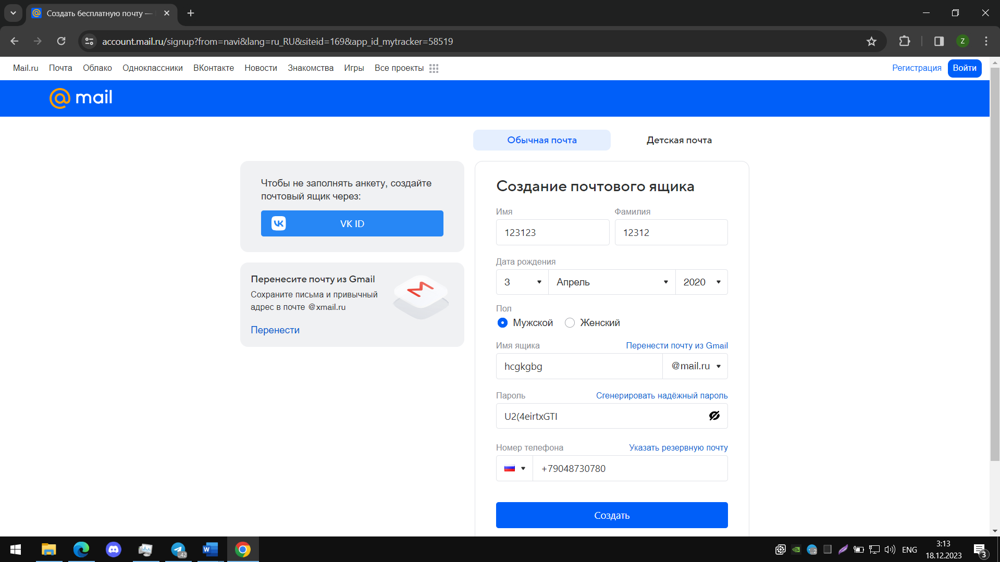 Создать бесплатную почту —
account.mail.ru/signup?from=navi&lang=ru_RU&siteid=169&app_id_mytracker=58519
Z
Mail.ru Почта Облако Одноклассники ВКонтакте Новости Знакомства Игры Все проекты
Регистрация Войти
@mail
Обычная почта Детская почта
Чтобы не заполнять анкету, создайте
почтовый ящик через:
VK ID
Перенесите почту из Gmail
Сохраните письма и привычный
адрес в почте @xmail.ru
Перенести
Создание почтового ящика
Имя Фамилия
123123 12312
Дата рождения
3 Апрель 2020
Пол
Мужской Женский
Имя ящика Перенести почту из Gmail
hcgkgbg @mail.ru
Пароль Сгенерировать надёжный пароль
U2(4eirtxGTI
Номер телефона Указать резервную почту
+79048730780
Создать
42
..2
ENG
3:13
18.12.2023
3